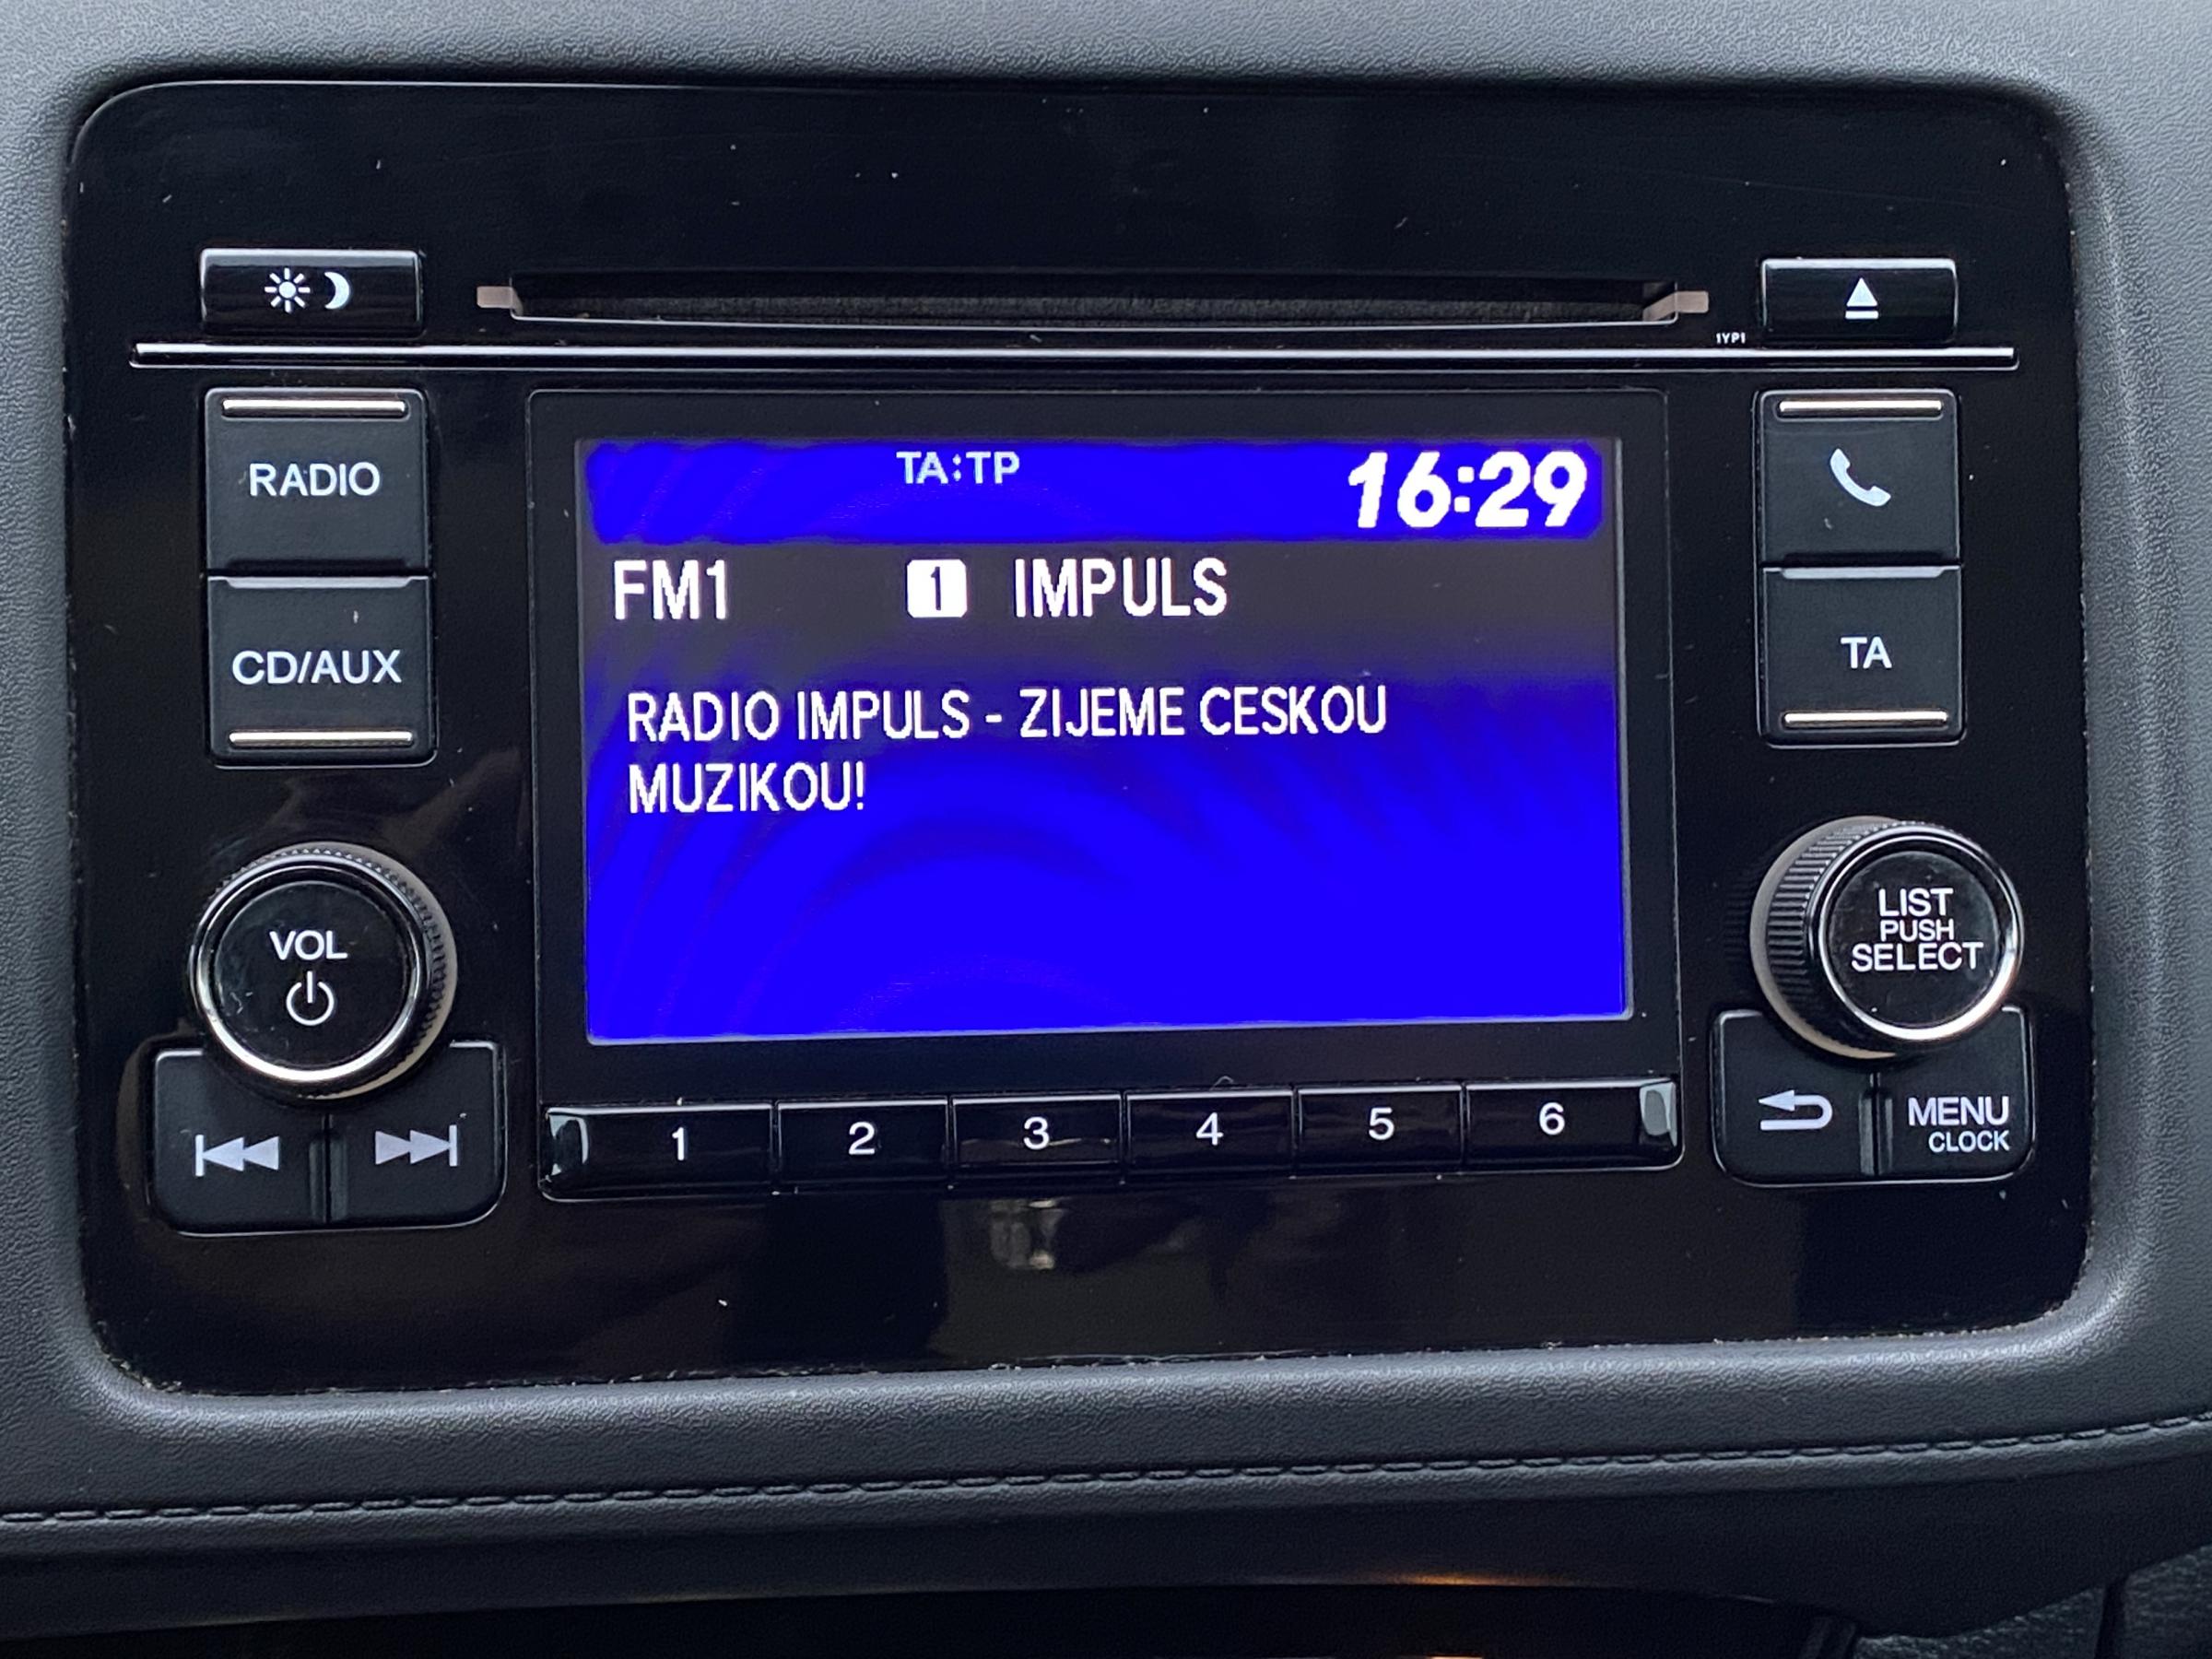 1YP1
RADIO
CD/AUX
VOL
TA:TP 16:29
FM1 1 IMPULS
RADIO IMPULS - ZIJEME CESKOU
MUZIKOU!
1 2 3 4 5 6
TA
LIST
PUSH
SELECT
MENU
CLOCK